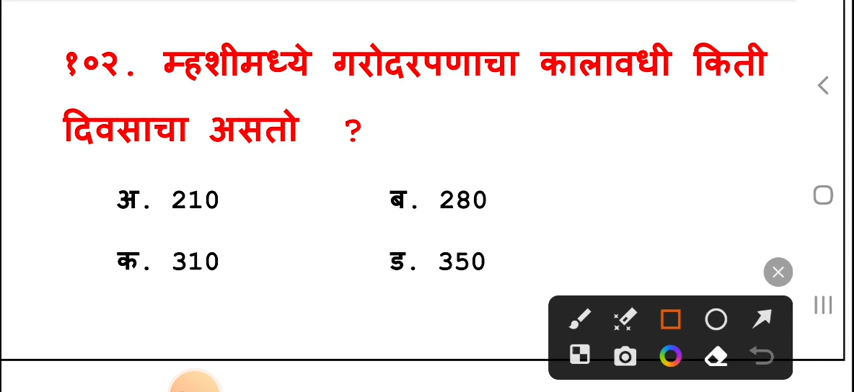 १०२. म्हशीमध्ये गरोदरपणाचा कालावधी किती
दिवसाचा असतो ?
अ. 210 ब. 280
क. 310 ड. 350